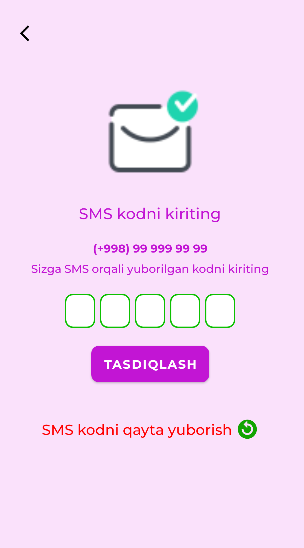 SMS kodni kiriting
(+998) 99 999 99 99
Sizga SMS orqali yuborilgan kodni kiriting
TASDIQLASH
SMS kodni qayta yuborish